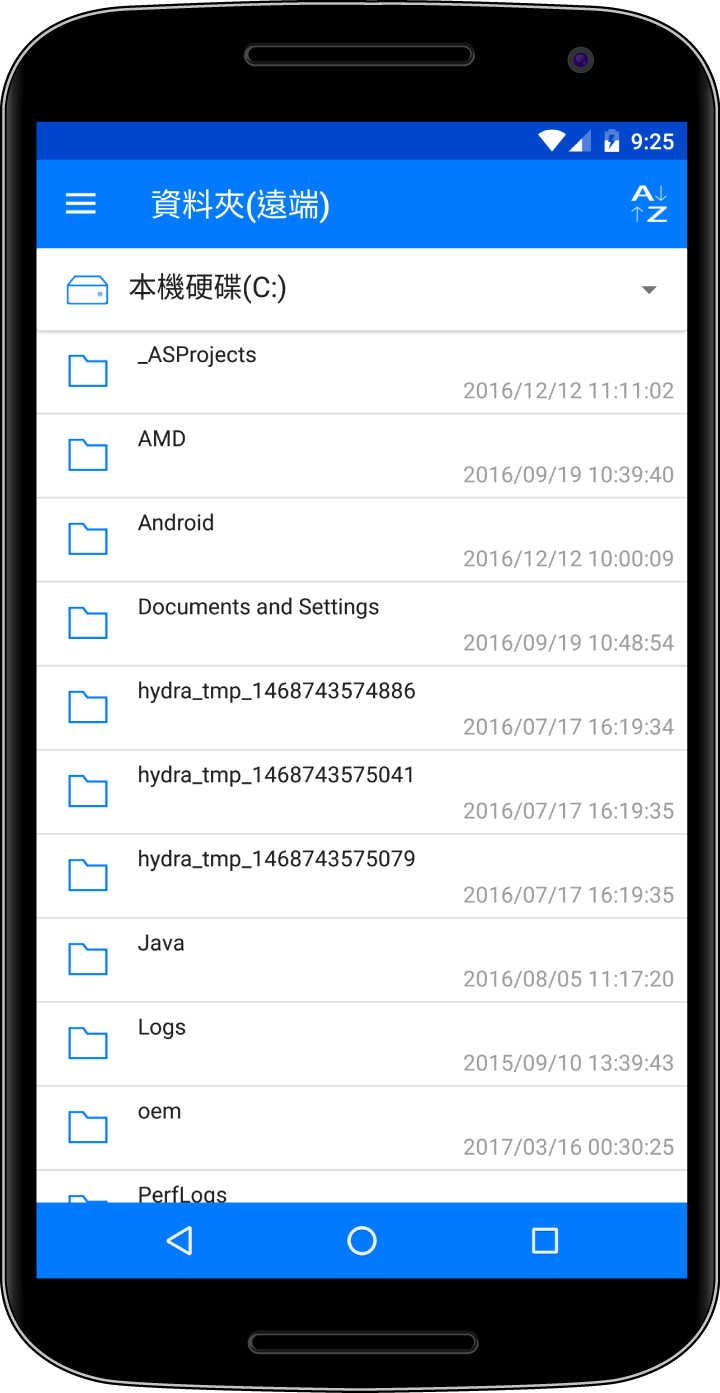 9:25
資料夾(遠端)
A
Z
本機硬碟(C:)
_ASProjects
2016/12/12 11:11:02
AMD
2016/09/19 10:39:40
Android
2016/12/12 10:00:09
Documents and Settings
2016/09/19 10:48:54
hydra_tmp_1468743574886
2016/07/17 16:19:34
hydra_tmp_1468743575041
2016/07/17 16:19:35
hydra_tmp_1468743575079
2016/07/17 16:19:35
Java
2016/08/05 11:17:20
Logs
2015/09/10 13:39:43
oem
2017/03/16 00:30:25
PerfLogs